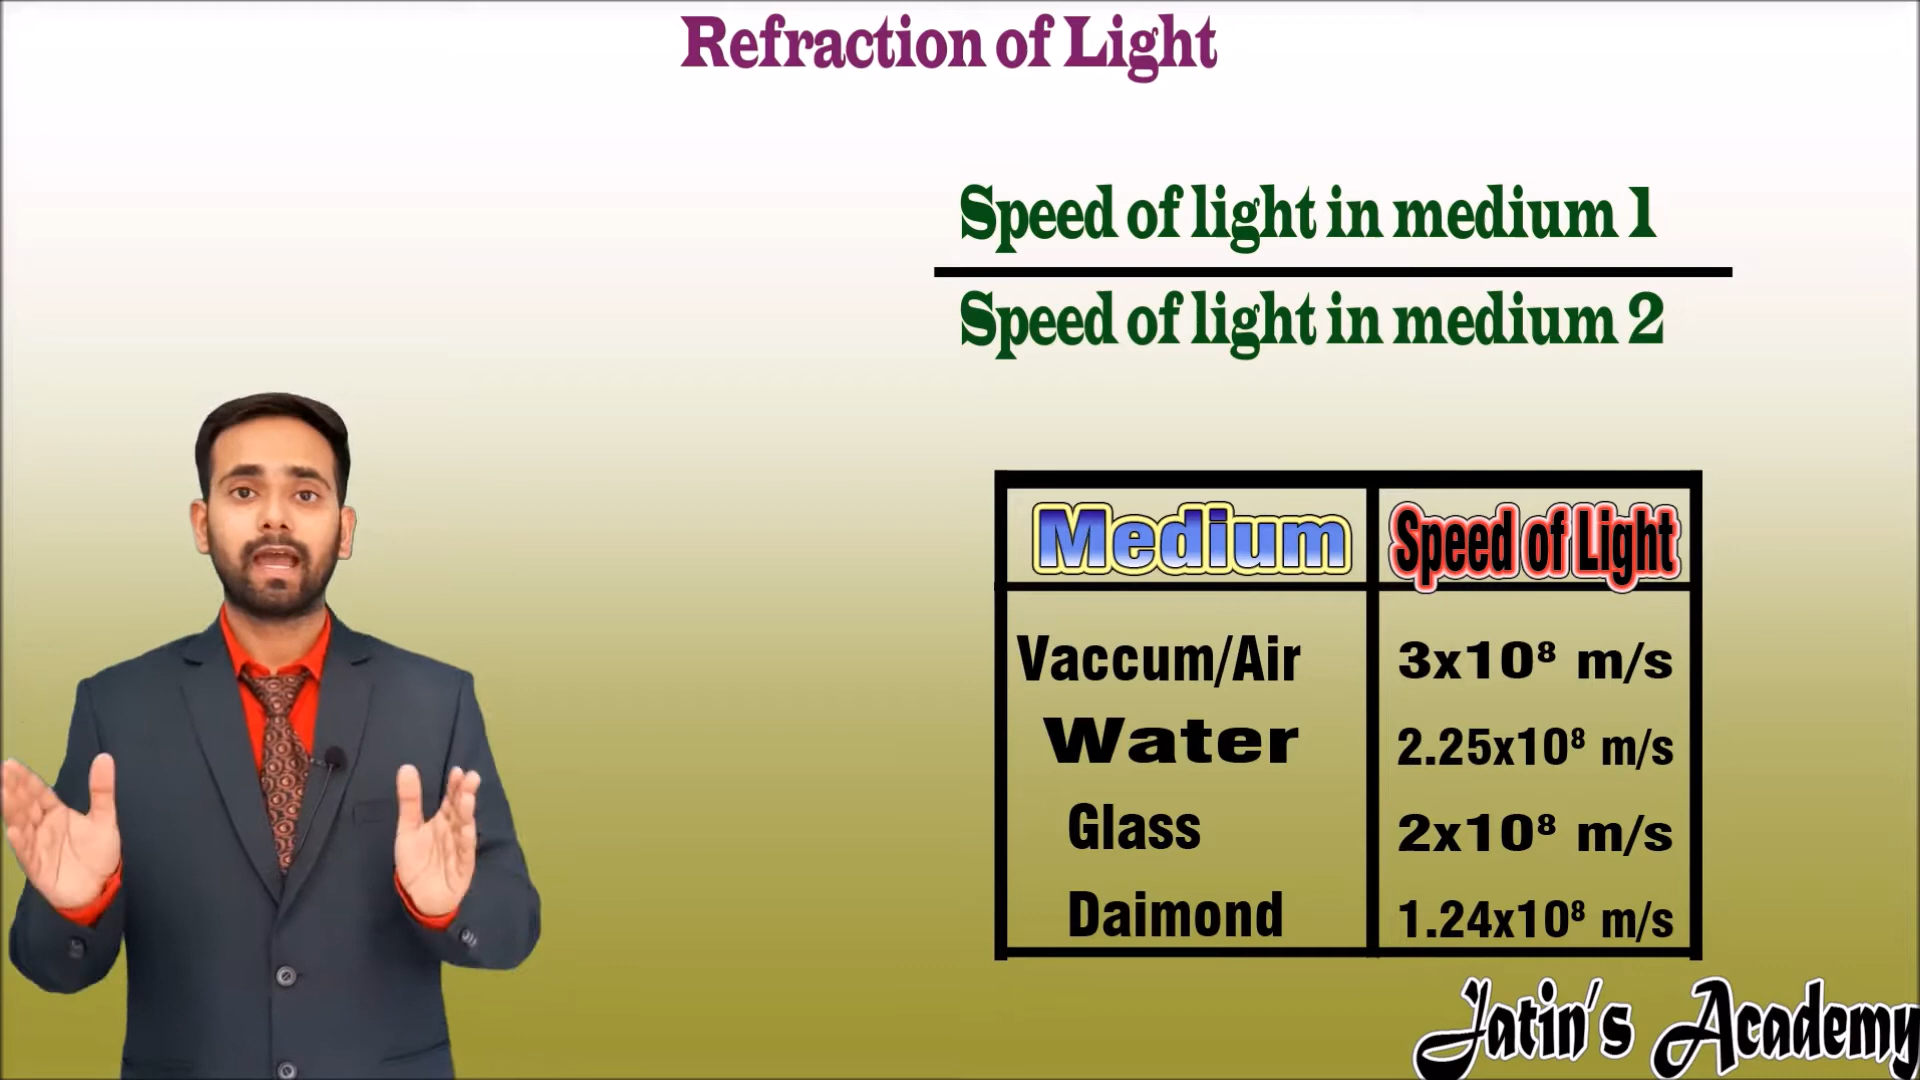 Refraction of Light
Speed of light in medium 1
Speed of light in medium 2
Medium Speed of Light
Vaccum/Air 3x10⁸ m/s
Water 2.25x10⁸ m/s
Glass 2x10⁸ m/s
Daimond 1.24x10⁸ m/s
Jatin's Academy